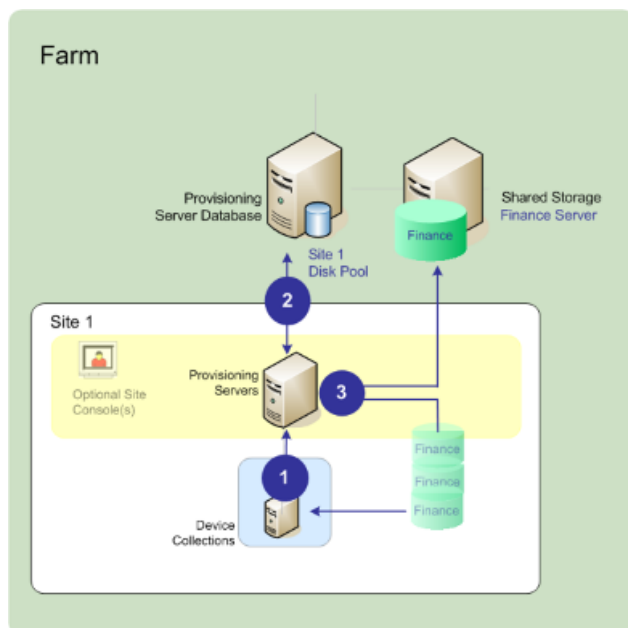 Farm
Provisioning
Server Database
Shared Storage
Finance Server
Finance
Site 1
Disk Pool
2
Site 1
Optional Site
Console(s)
Provisioning
Servers
3
Finance
Finance
Finance
1
Device
Collections